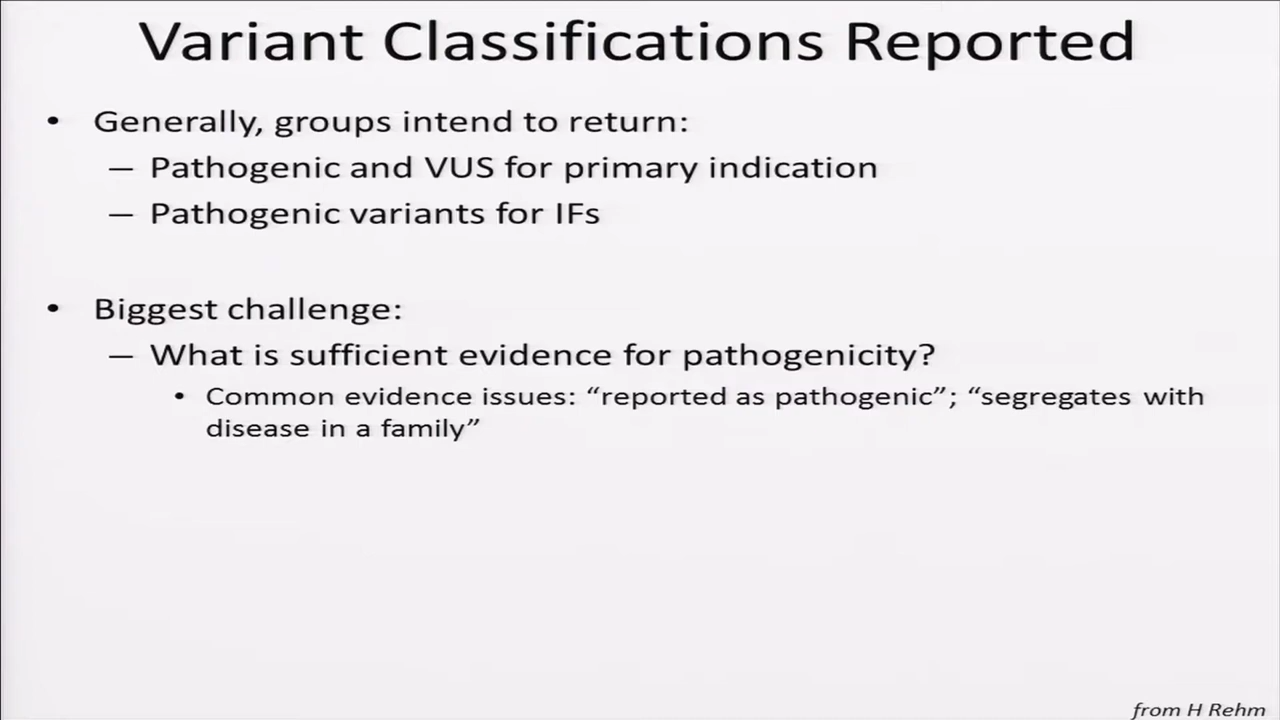 Variant Classifications Reported
• Generally, groups intend to return:
– Pathogenic and VUS for primary indication
– Pathogenic variants for IFs
• Biggest challenge:
– What is sufficient evidence for pathogenicity?
• Common evidence issues: “reported as pathogenic”; “segregates with
disease in a family”
from H Rehm